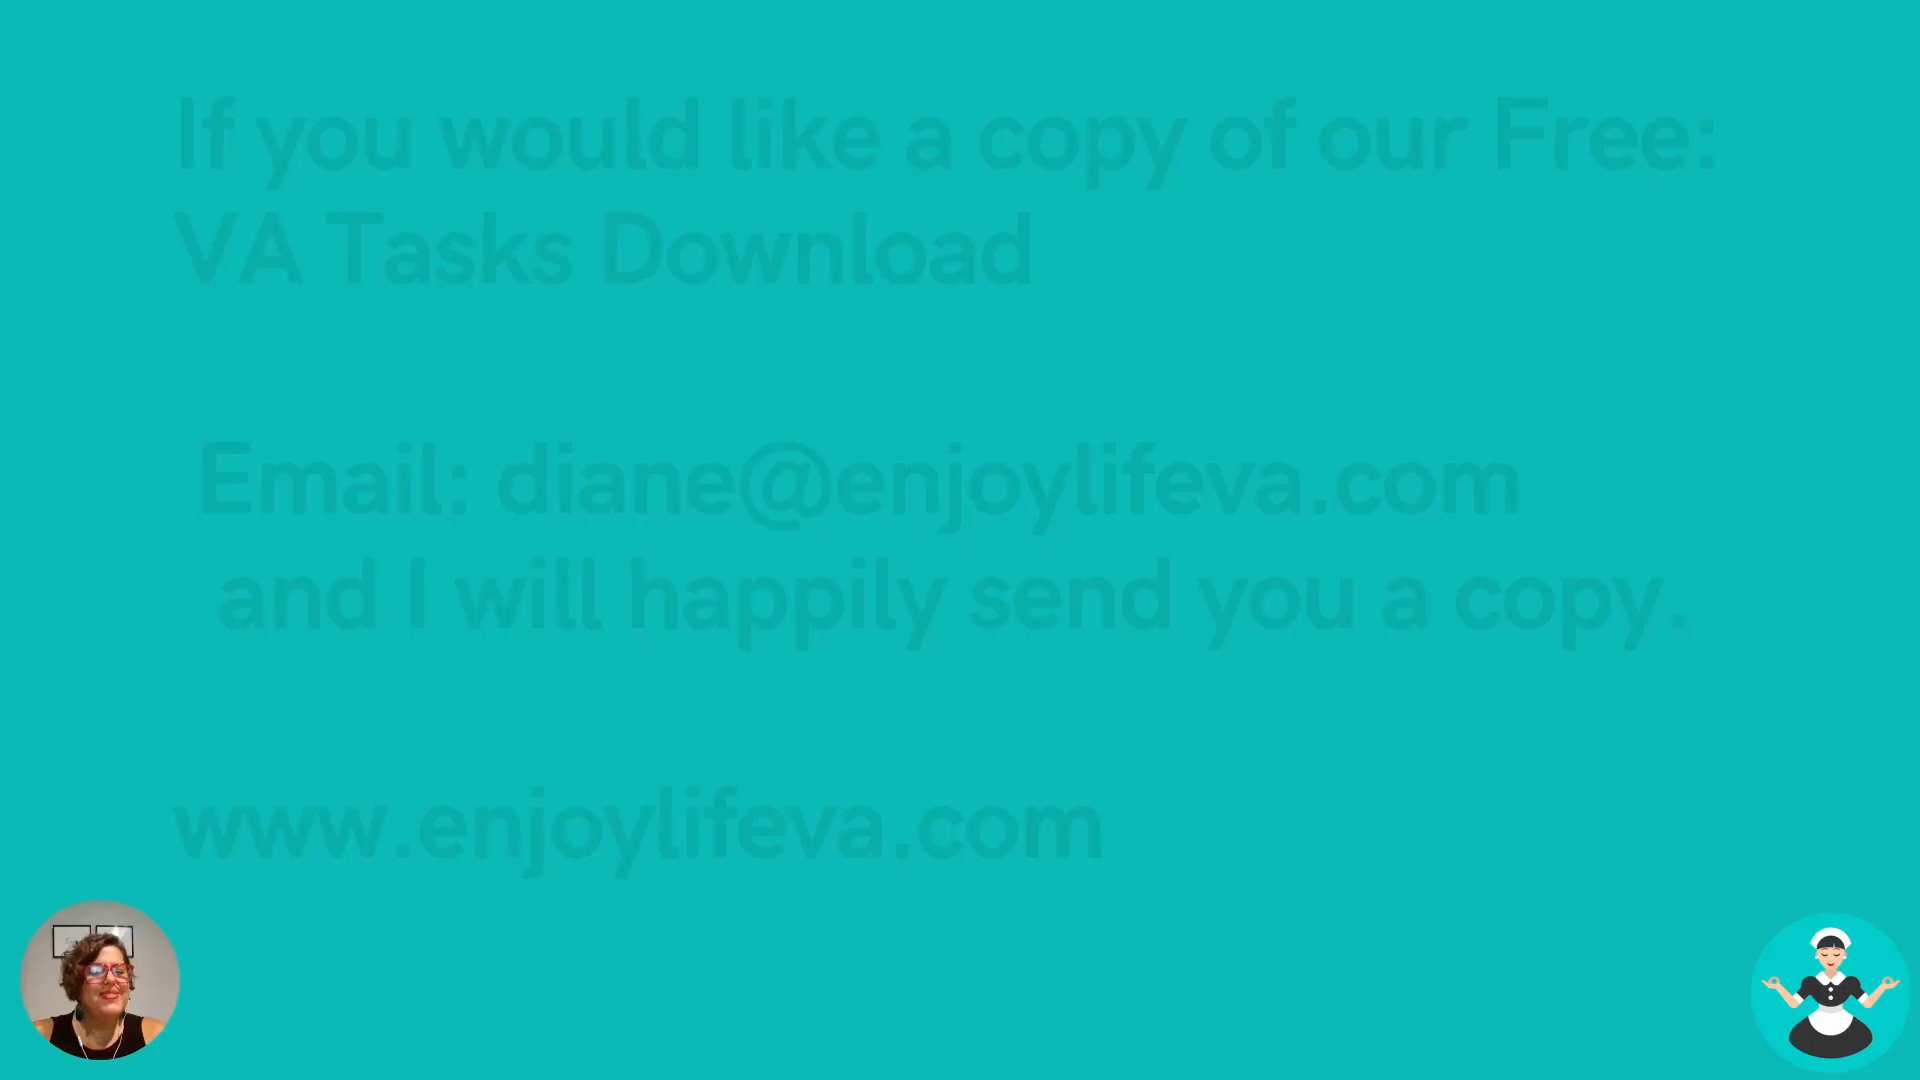 If you would like a copy of our Free:
VA Tasks Download
Email: diane@enjoylifeva.com
and I will happily send you a copy.
www.enjoylifeva.com